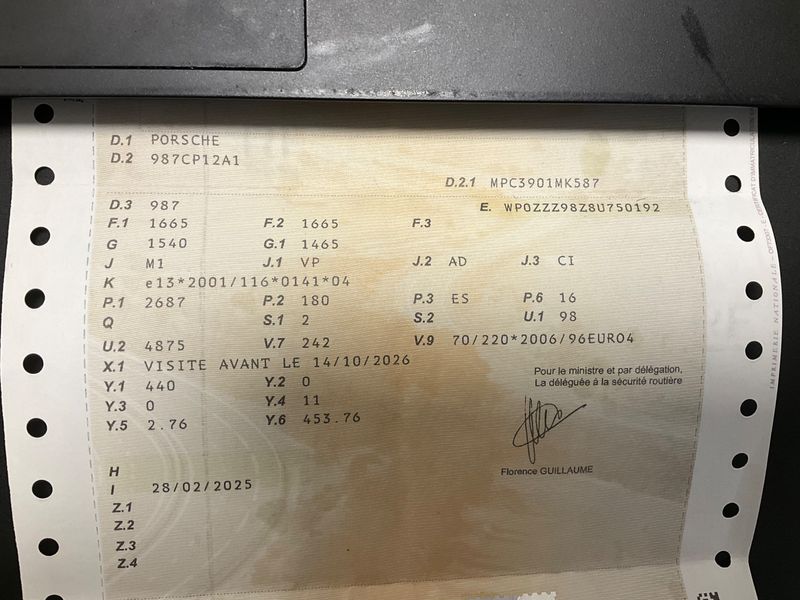 D.1 PORSCHE
D.2 987CP12A1
D.2.1 MPC3901MK587
D.3 987
E. WP0ZZZ98Z8U750192
F.1 1665 F.2 1665 F.3
G 1540 G.1 1465
J M1 J.1 VP J.2 AD J.3 CI
K e13*2001/116*0141*04
P.1 2687 P.2 180 P.3 ES P.6 16
Q S.1 2 S.2 U.1 98
U.2 4875 V.7 242 V.9 70/220*2006/96EURO4
X.1 VISITE AVANT LE 14/10/2026
Y.1 440 Y.2 0
Y.3 0 Y.4 11
Y.5 2.76 Y.6 453.76
Pour le ministre et par délégation,
La déléguée à la sécurité routière
Florence GUILLAUME
H
I 28/02/2025
Z.1
Z.2
Z.3
Z.4
IMPRIMERIE NATIONALE
CERTIFICAT D'IMMATRICULA